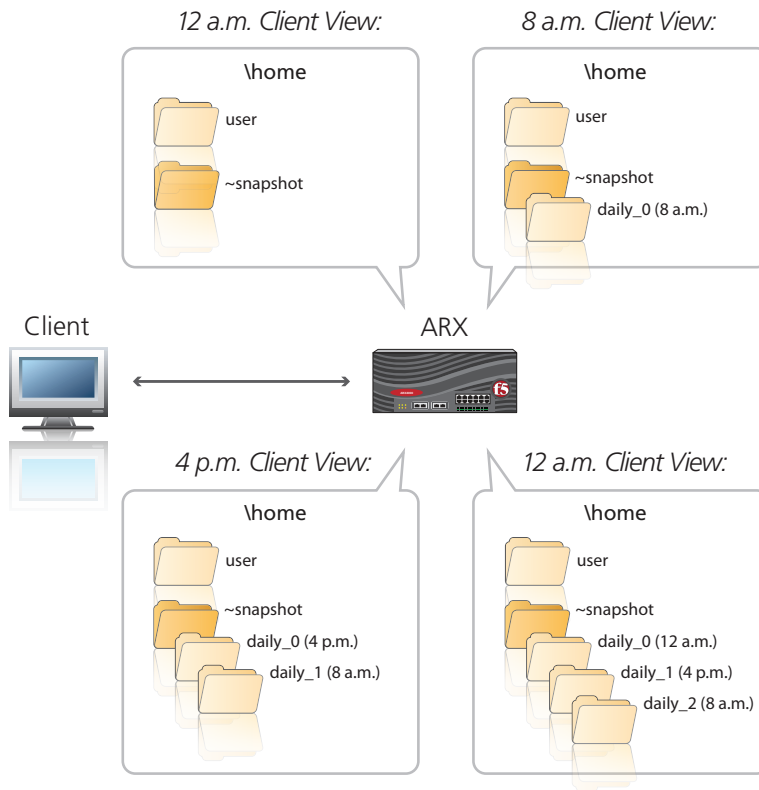 12 a.m. Client View:
\home
user
~snapshot
8 a.m. Client View:
\home
user
~snapshot
daily_0 (8 a.m.)
Client
ARX
f5
4 p.m. Client View:
\home
user
~snapshot
daily_0 (4 p.m.)
daily_1 (8 a.m.)
12 a.m. Client View:
\home
user
~snapshot
daily_0 (12 a.m.)
daily_1 (4 p.m.)
daily_2 (8 a.m.)